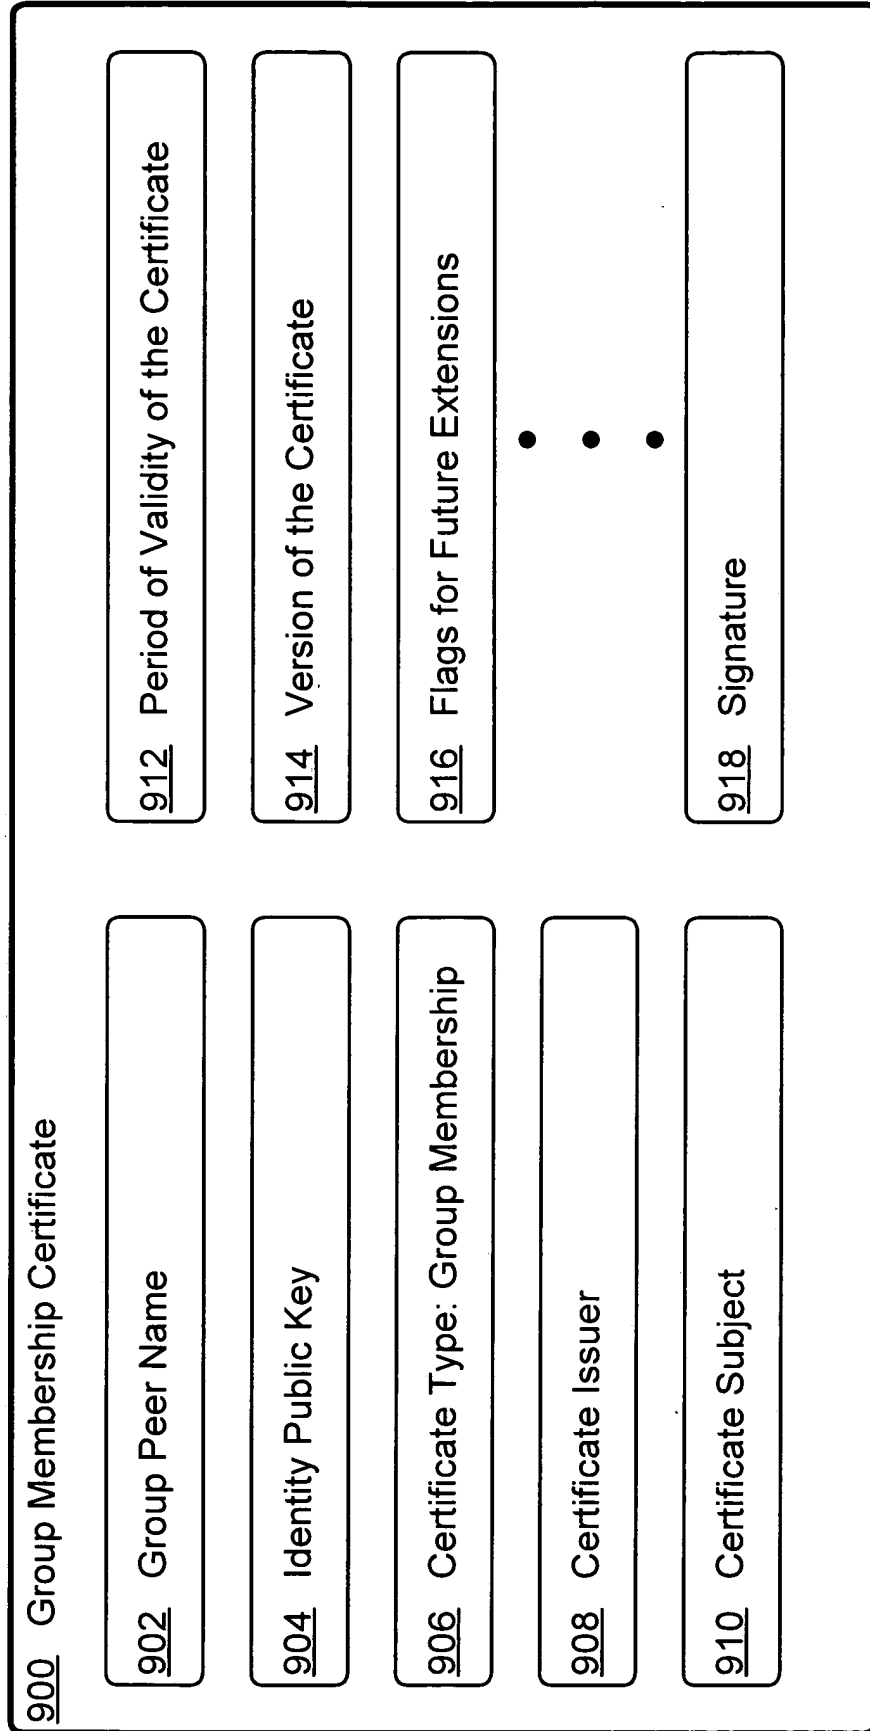 900 Group Membership Certificate
902 Group Peer Name
904 Identity Public Key
906 Certificate Type: Group Membership
908 Certificate Issuer
910 Certificate Subject
912 Period of Validity of the Certificate
914 Version of the Certificate
916 Flags for Future Extensions
918 Signature